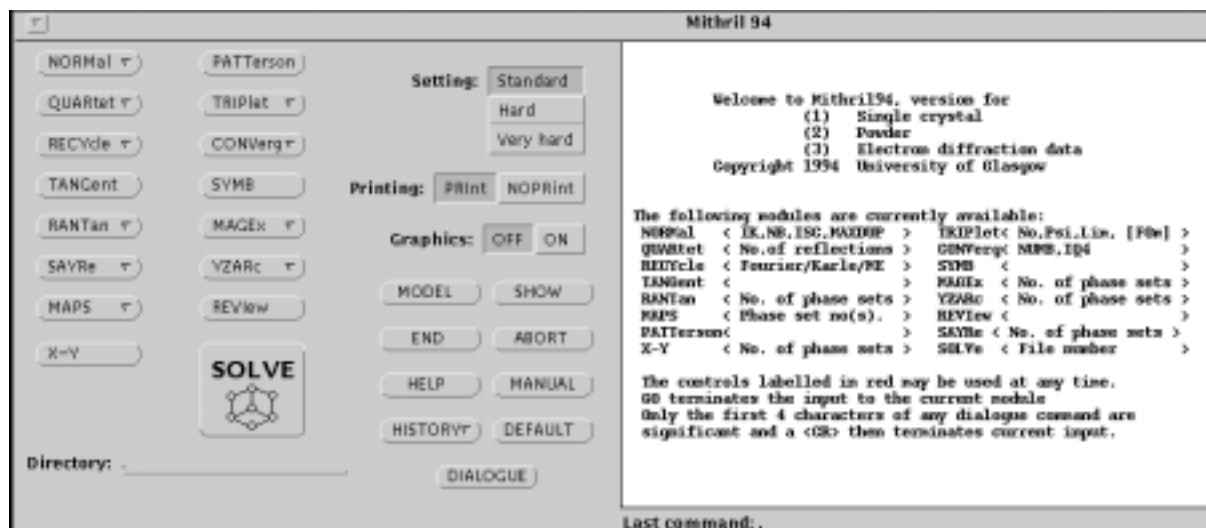 Mithril 94
NORMal
PATTerson
QUARtet
TRIPlet
RECYcle
CONVerg
TANGent
SYMB
RANTan
MAGEx
SAYRe
YZARc
MAPS
REVIew
X-Y
SOLVE
Directory:
Setting: Standard
Hard
Very hard
Printing: PRInt NOPRint
Graphics: OFF ON
MODEL SHOW
END ABORT
HELP MANUAL
HISTORY DEFAULT
DIALOGUE
Welcome to Mithril94, version for
(1) Single crystal
(2) Powder
(3) Electron diffraction data
Copyright 1994 University of Glasgow
The following modules are currently available:
NORMal < IK,NB,ISC,MAXDUP > TRIPlet< No,Psi,Lim, [FOm] >
QUARtet < No.of reflections > CONVerg< NUMB,IQ4 >
RECYcle < Fourier/Karle/ME > SYMB < >
TANGent < > MAGEx < No. of phase sets >
RANTan < No. of phase sets > YZARc < No. of phase sets >
MAPS < Phase set no(s). > REVIew < >
PATTerson< > SAYRe < No. of phase sets >
X-Y < No. of phase sets > SOLVe < File number >
The controls labelled in red may be used at any time.
GO terminates the input to the current module
Only the first 4 characters of any dialogue command are
significant and a <CR> then terminates current input.
Last command:.